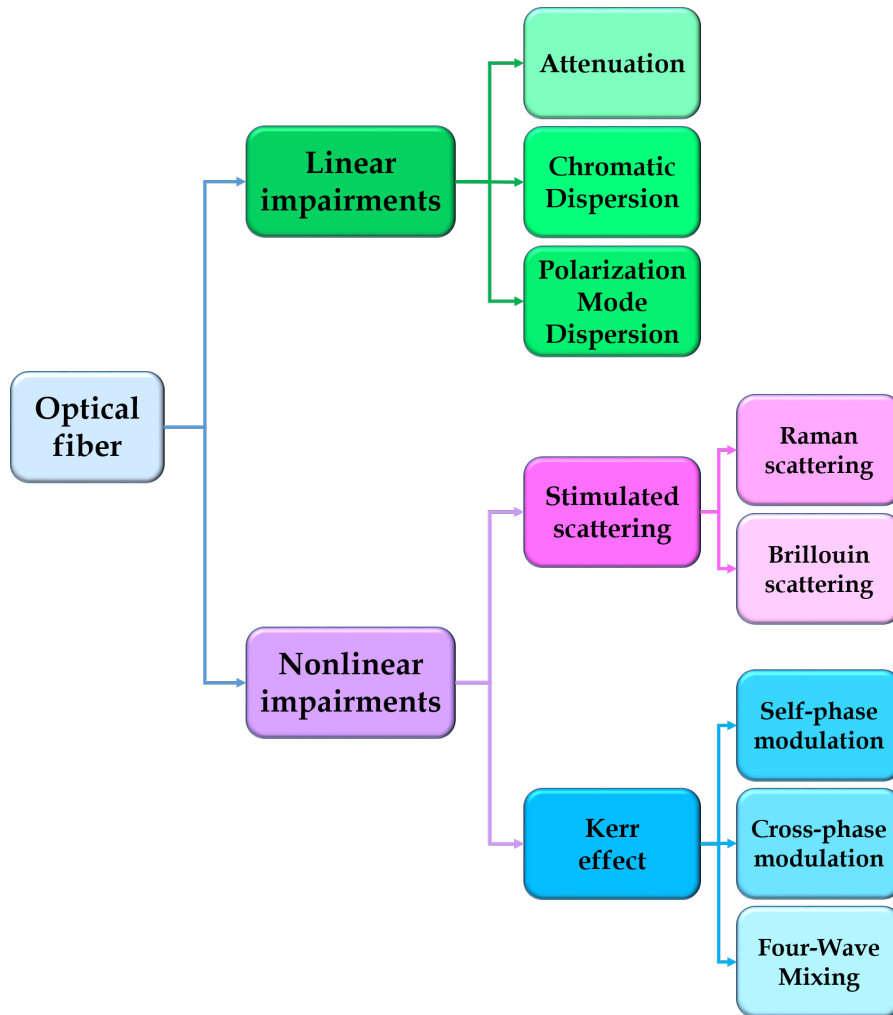 Attenuation
Linear
impairments
Chromatic
Dispersion
Polarization
Mode
Dispersion
Optical
fiber
Raman
scattering
Stimulated
scattering
Brillouin
scattering
Nonlinear
impairments
Self-phase
modulation
Kerr
effect
Cross-phase
modulation
Four-Wave
Mixing